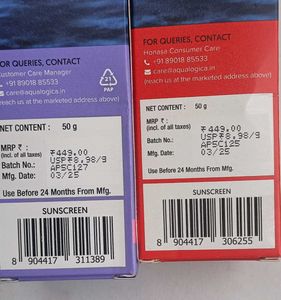 FOR QUERIES, CONTACT
Customer Care Manager
+91 89018 85533
care@aqualogica.in
(reach us at the marketed address above)
21
PAP
NET CONTENT : 50 g
MRP ₹ : ₹449.00
(incl. of all taxes) USP₹8.98/g
Batch No.: AP5C127
Mfg. Date: 03/25
Use Before 24 Months From Mfg.
SUNSCREEN
8 904417 311389
FOR QUERIES, CONTACT
Honasa Consumer Care
+91 89018 85533
care@aqualogica.in
(reach us at the marketed address above)
NET CONTENT : 50 g
MRP ₹ : ₹449.00
(incl. of all taxes) USP₹8.98/g
Batch No.: AP5C125
Mfg. Date: 03/25
Use Before 24 Months From Mfg.
SUNSCREEN
8 904417 306255